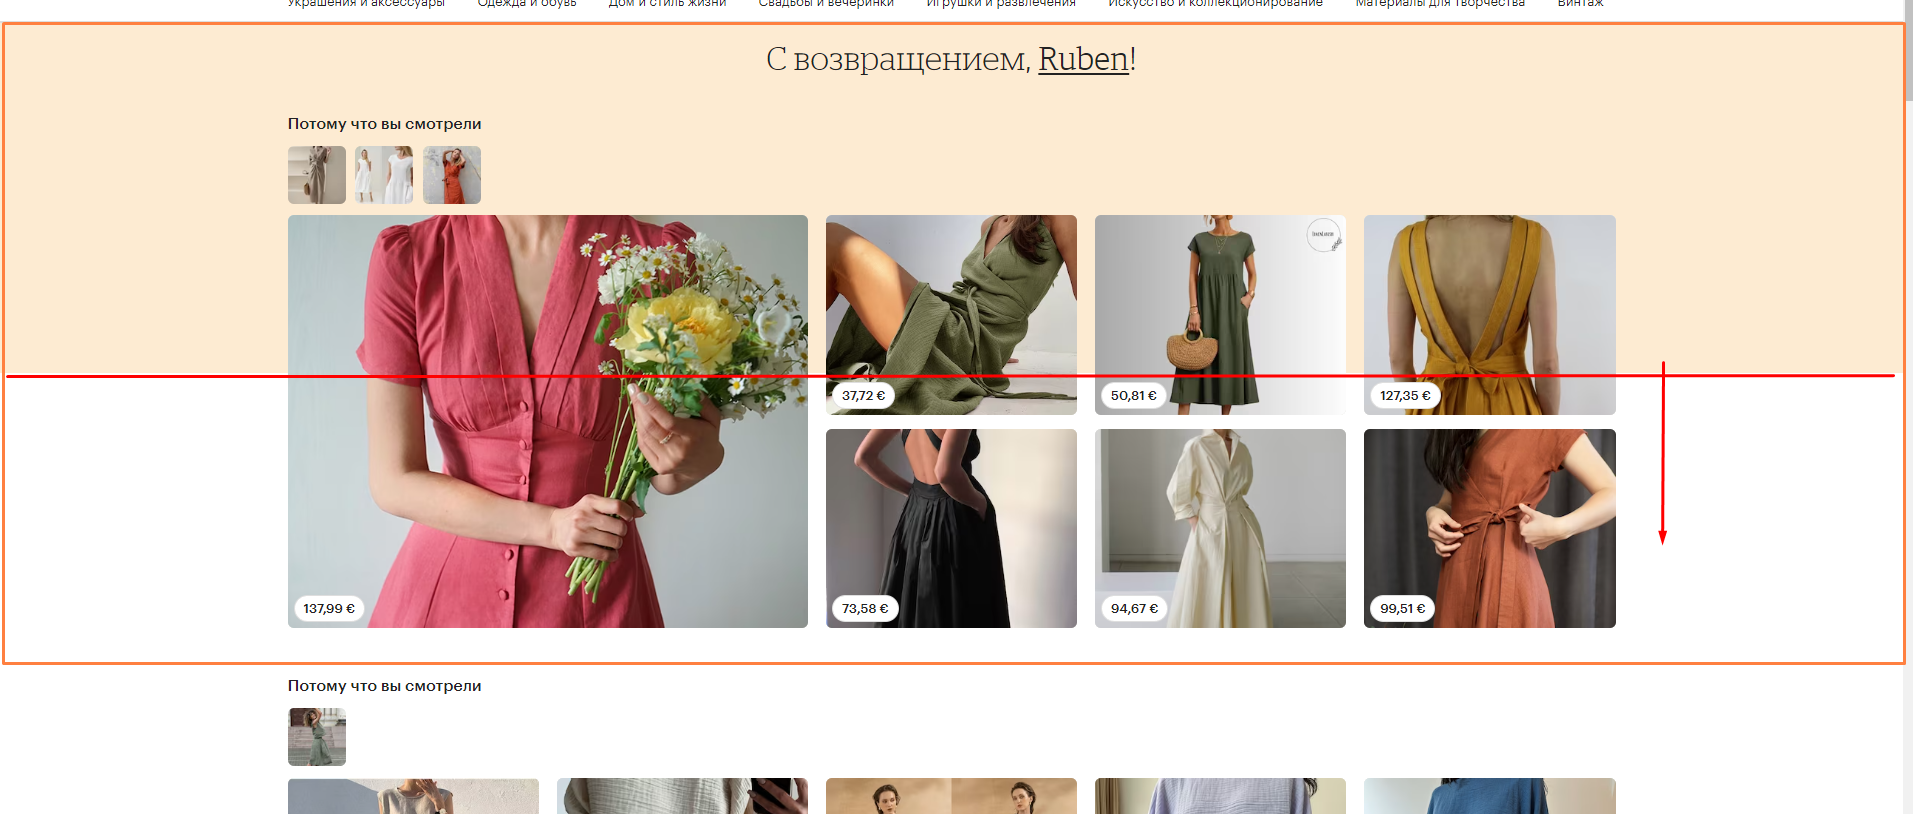 Украшения и аксессуары Одежда и обувь Дом и стиль жизни Свадьбы и вечеринки Игрушки и развлечения Искусство и коллекционирование Материалы для творчества Винтаж
С возвращением, Ruben!
Потому что вы смотрели
37,72 €
50,81 €
127,35 €
137,99 €
73,58 €
94,67 €
99,51 €
Потому что вы смотрели